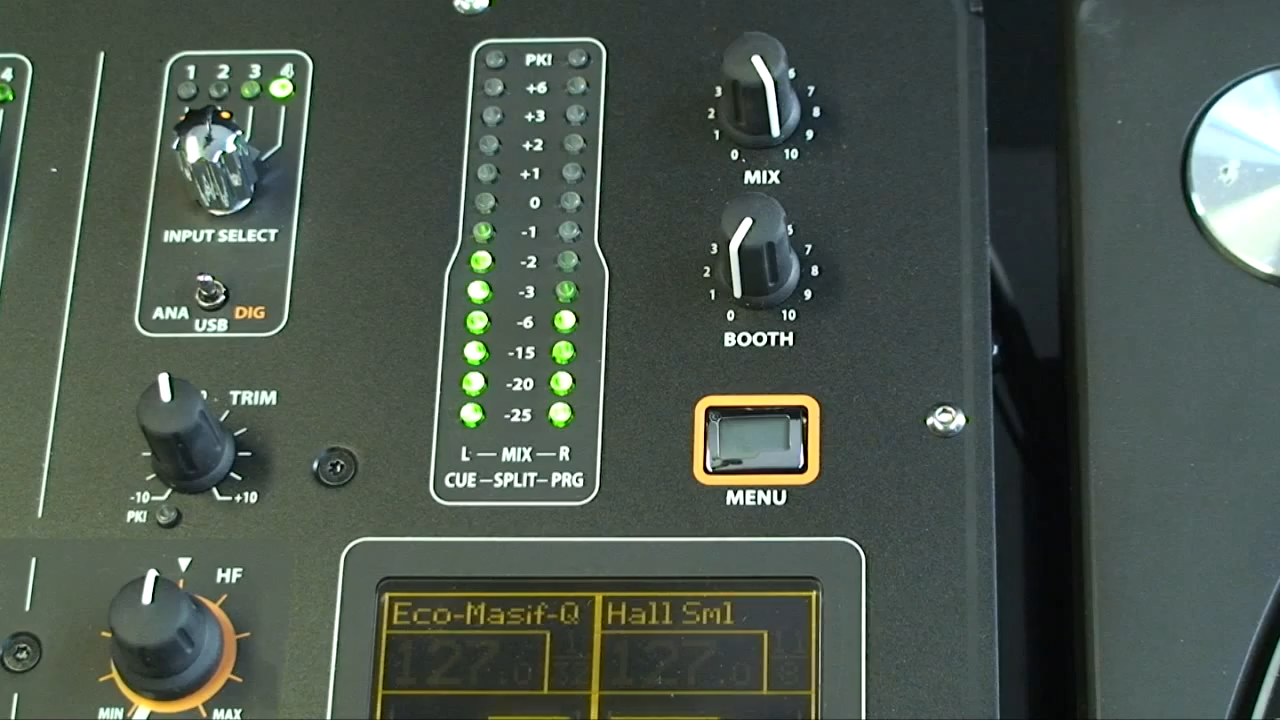 4
1 2 3 4
INPUT SELECT
ANA USB DIG
0 TRIM
-10 +10
PK!
HF
MIN MAX
PK!
+6
+3
+2
+1
0
-1
-2
-3
-6
-15
-20
-25
L — MIX — R
CUE —SPLIT— PRG
0 1 2 3 6 7 8 9 10
MIX
0 1 2 3 5 7 8 9 10
BOOTH
MENU
Eco-Masif-Q Hall Sml
127.0 127.0